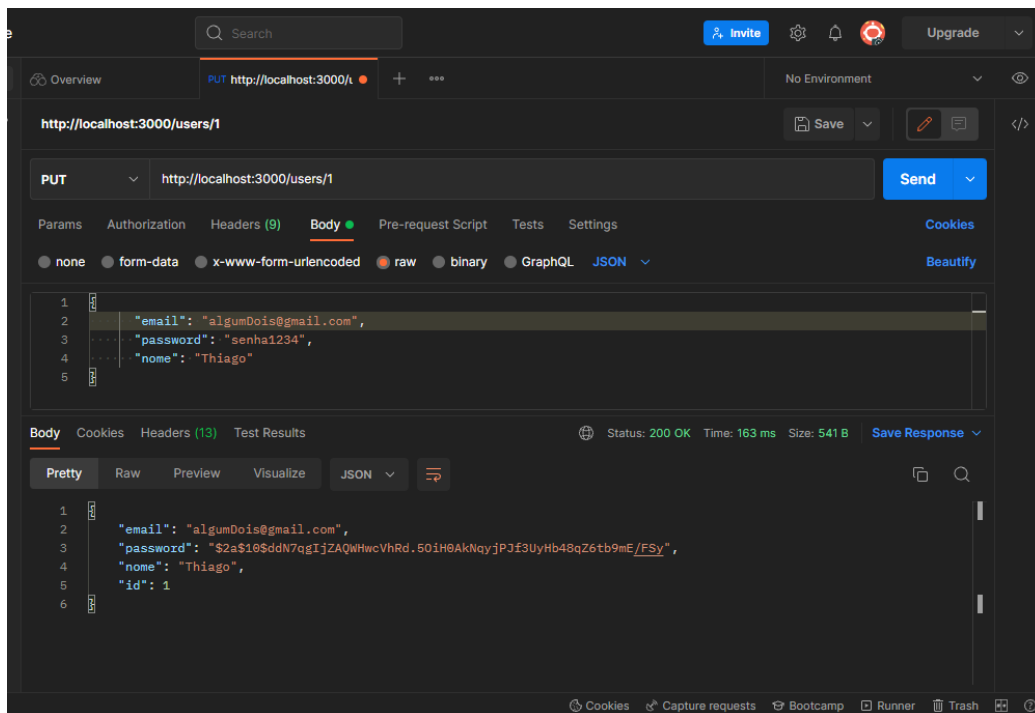 e Search Invite Upgrade
Overview PUT http://localhost:3000/u No Environment
http://localhost:3000/users/1 Save </>
PUT http://localhost:3000/users/1 Send
Params Authorization Headers (9) Body Pre-request Script Tests Settings Cookies
none form-data x-www-form-urlencoded raw binary GraphQL JSON Beautify
1 {
2 "email": "algumDois@gmail.com",
3 "password": "senha1234",
4 "nome": "Thiago"
5 }
Body Cookies Headers (13) Test Results Status: 200 OK Time: 163 ms Size: 541 B Save Response
Pretty Raw Preview Visualize JSON
1 {
2 "email": "algumDois@gmail.com",
3 "password": "$2a$10$ddN7qgIjZAQWHwcVhRd.5OiH0AkNqyjPJf3UyHb48qZ6tb9mE/FSy",
4 "nome": "Thiago",
5 "id": 1
6 }
Cookies Capture requests Bootcamp Runner Trash